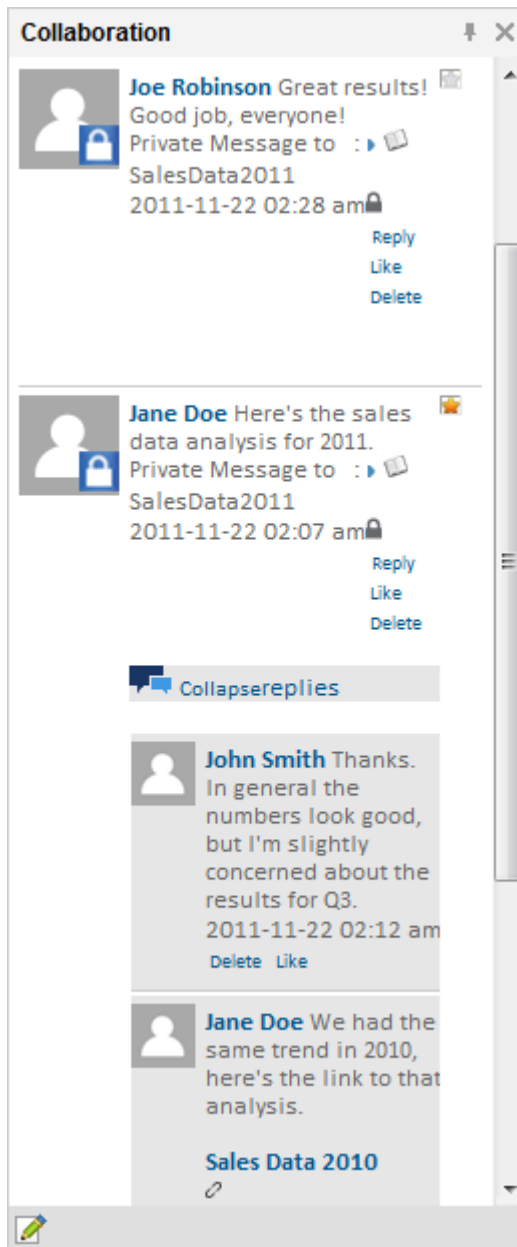 Collaboration
Joe Robinson Great results!
Good job, everyone!
Private Message to :
SalesData2011
2011-11-22 02:28 am
Reply
Like
Delete
Jane Doe Here's the sales
data analysis for 2011.
Private Message to :
SalesData2011
2011-11-22 02:07 am
Reply
Like
Delete
Collapsereplies
John Smith Thanks.
In general the
numbers look good,
but I'm slightly
concerned about the
results for Q3.
2011-11-22 02:12 am
Delete Like
Jane Doe We had the
same trend in 2010,
here's the link to that
analysis.
Sales Data 2010